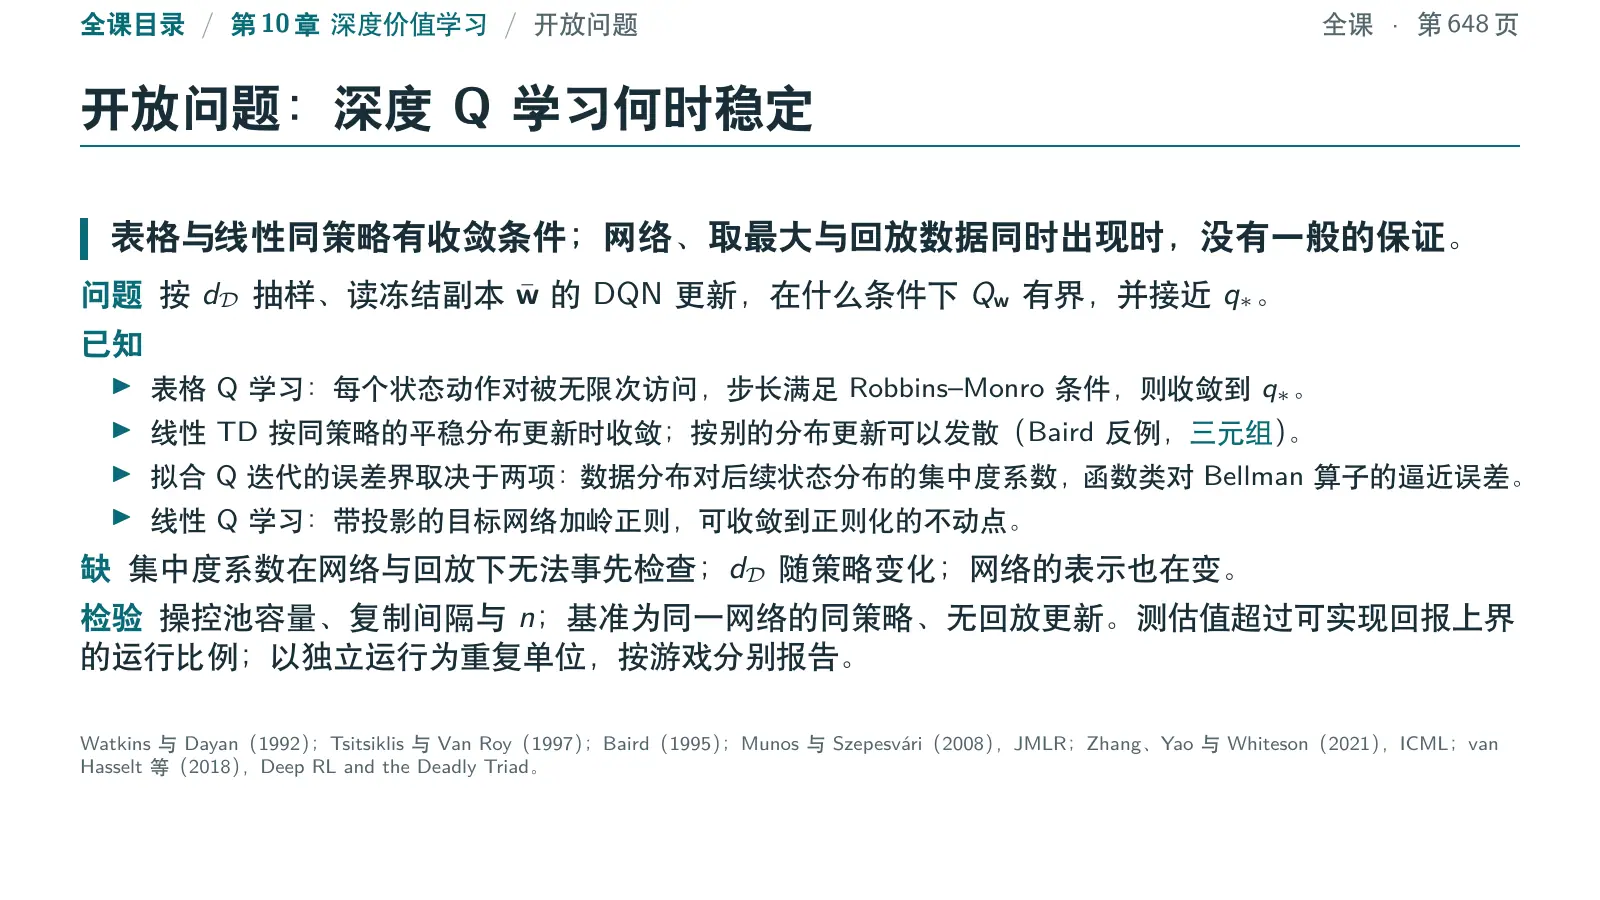 全课目录 / 第 10 章 深度价值学习 / 开放问题
全课 · 第 648 页
开放问题：深度 Q 学习何时稳定
表格与线性同策略有收敛条件；网络、取最大与回放数据同时出现时，没有一般的保证。
问题 按 d_𝒟 抽样、读冻结副本 w̄ 的 DQN 更新，在什么条件下 Q_w 有界，并接近 q_*。
已知
▶ 表格 Q 学习：每个状态动作对被无限次访问，步长满足 Robbins–Monro 条件，则收敛到 q_*。
▶ 线性 TD 按同策略的平稳分布更新时收敛；按别的分布更新可以发散（Baird 反例，三元组）。
▶ 拟合 Q 迭代的误差界取决于两项：数据分布对后续状态分布的集中度系数，函数类对 Bellman 算子的逼近误差。
▶ 线性 Q 学习：带投影的目标网络加岭正则，可收敛到正则化的不动点。
缺 集中度系数在网络与回放下无法事先检查；d_𝒟 随策略变化；网络的表示也在变。
检验 操控池容量、复制间隔与 n；基准为同一网络的同策略、无回放更新。测估值超过可实现回报上界
的运行比例；以独立运行为重复单位，按游戏分别报告。
Watkins 与 Dayan（1992）；Tsitsiklis 与 Van Roy（1997）；Baird（1995）；Munos 与 Szepesvári（2008），JMLR；Zhang、Yao 与 Whiteson（2021），ICML；van
Hasselt 等（2018），Deep RL and the Deadly Triad。